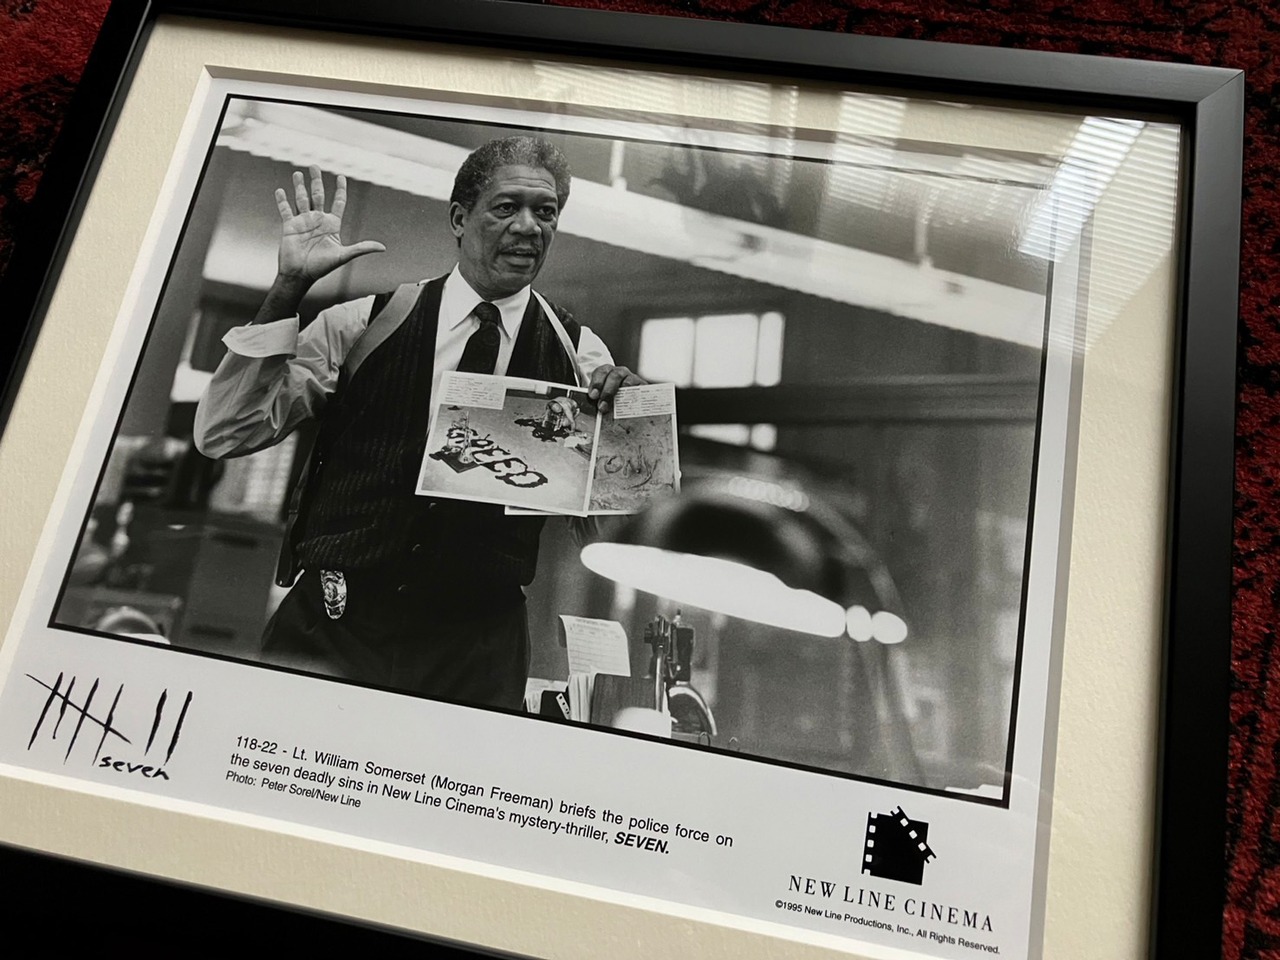 GREED
seven
118-22 - Lt. William Somerset (Morgan Freeman) briefs the police force on
the seven deadly sins in New Line Cinema's mystery-thriller, SEVEN.
Photo: Peter Sorel/New Line
NEW LINE CINEMA
©1995 New Line Productions, Inc., All Rights Reserved.